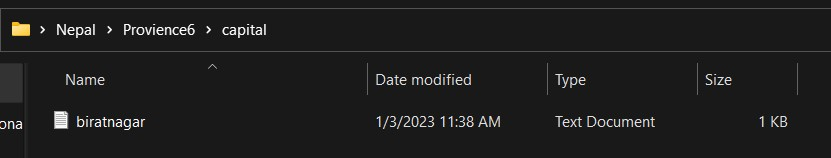 Nepal > Provience6 > capital
Name Date modified Type Size
ona biratnagar 1/3/2023 11:38 AM Text Document 1 KB